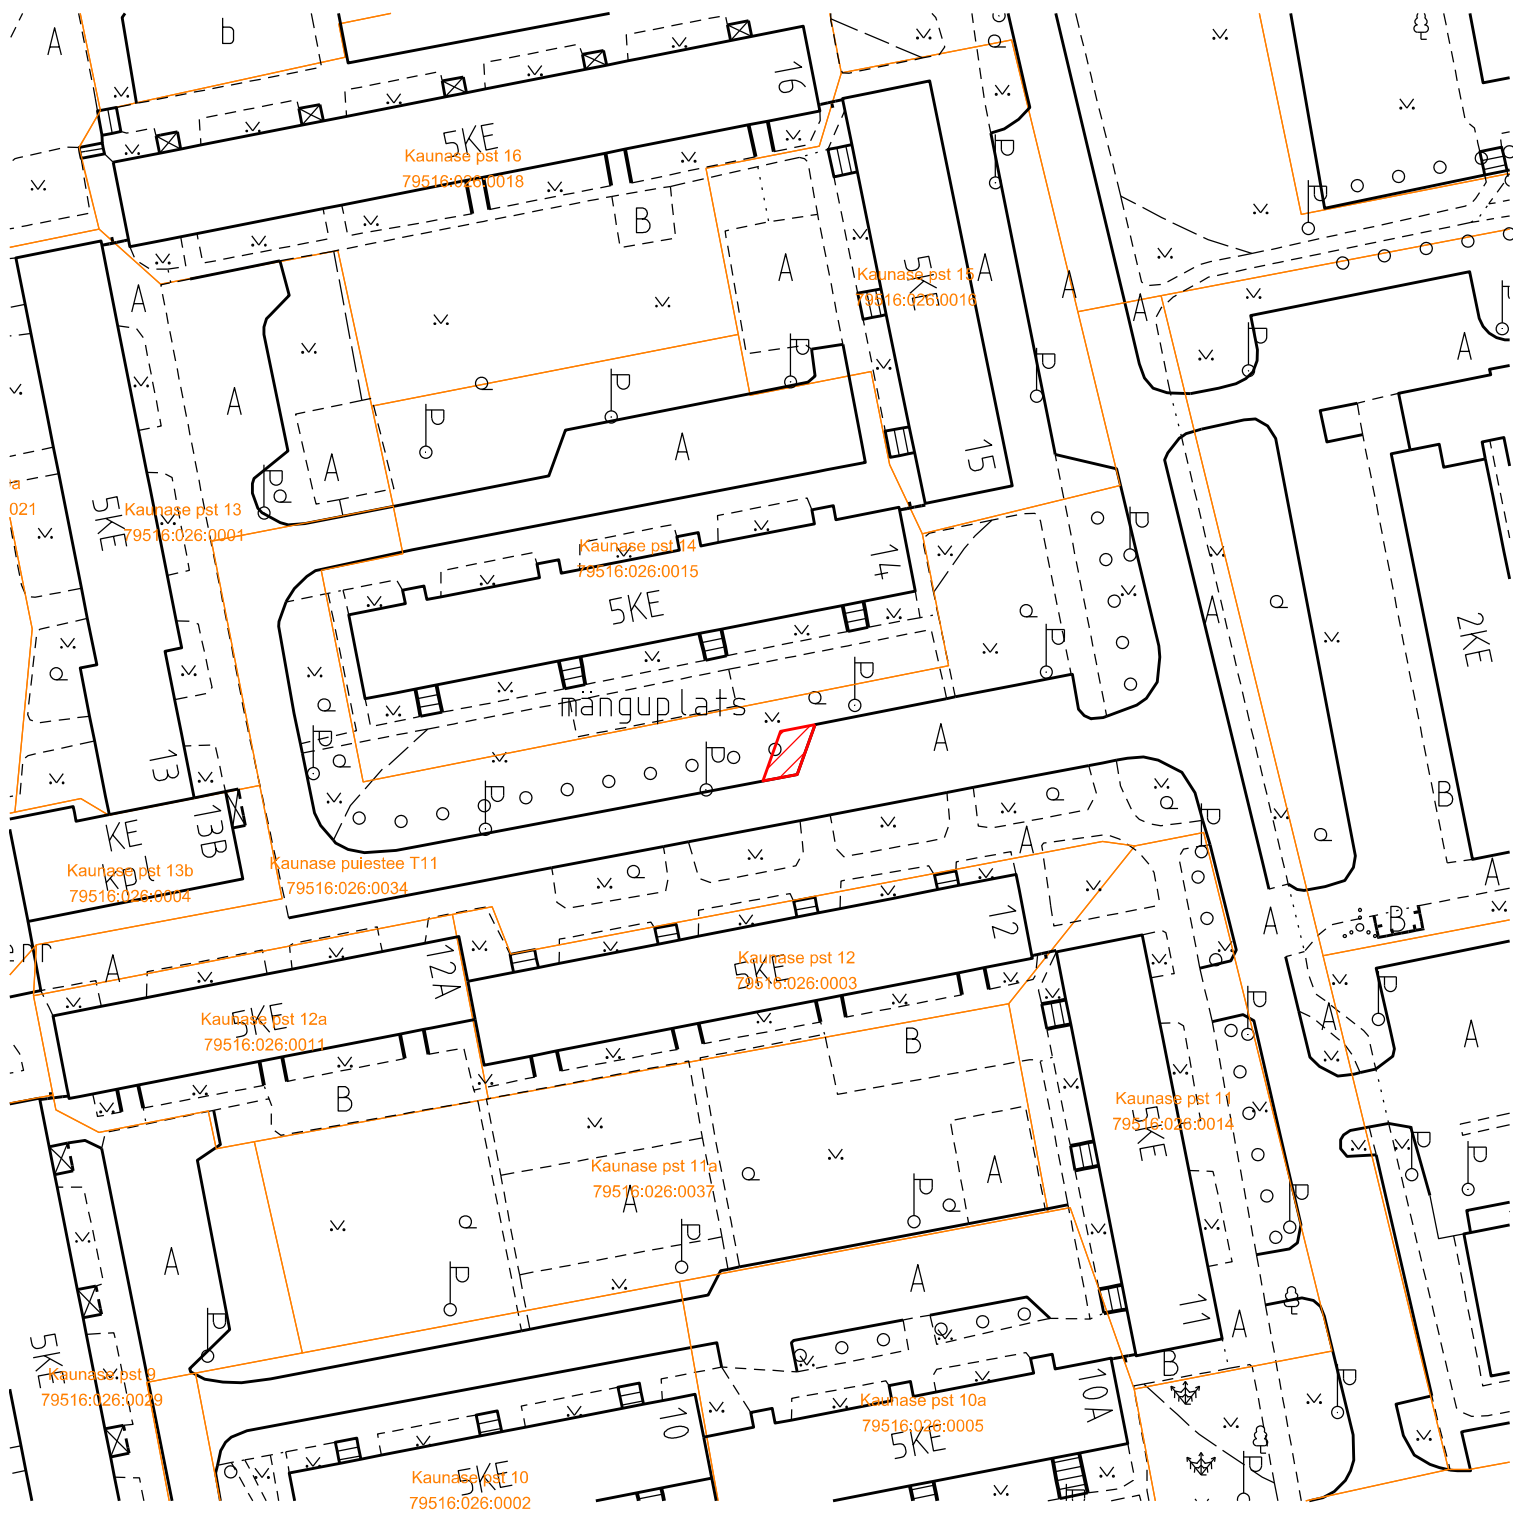 A
b
16
5KE
Kaunase pst 16
79516:026:0018
B
A
A
Kaunase pst 15
79516:026:0016
5KE
A
A
A
A
A
A
A
A
15
a
021
5KE
Kaunase pst 13
79516:026:0001
Kaunase pst 14
79516:026:0015
14
5KE
A
2KE
mänguplats
A
13
13B
B
KE
Kaunase pst 13b
79516:026:0004
kpl
Kaunase puiestee T11
79516:026:0034
A
A
A
B
12
12A
A
Kaunase pst 12
79516:026:0003
5KE
Kaunase pst 12a
79516:026:0011
5KE
A
A
B
B
Kaunase pst 11
79516:026:0014
5KE
Kaunase pst 11a
79516:026:0037
A
A
A
A
11
A
B
5KE
Kaunase pst 9
79516:026:0029
10
10A
Kaunase pst 10a
79516:026:0005
5KE
Kaunase pst 10
79516:026:0002
5KE